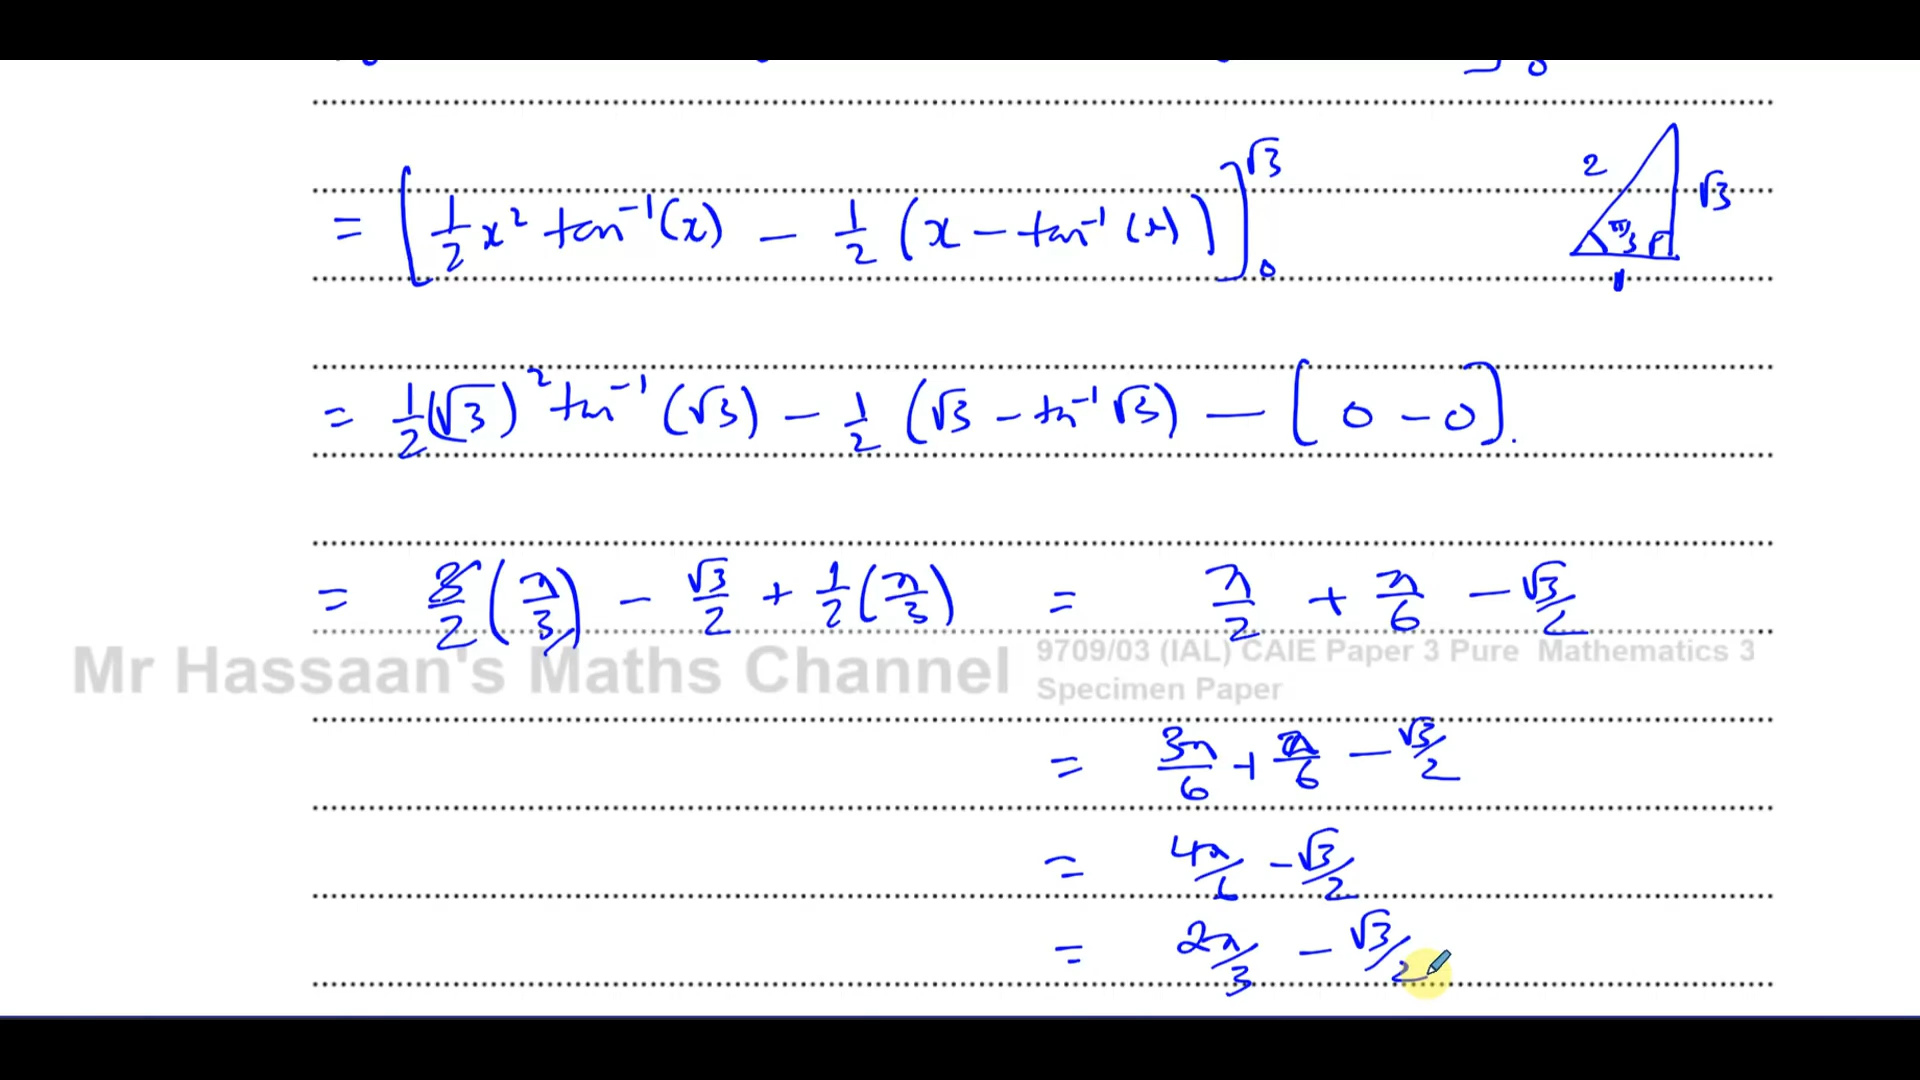 = [ 1/2 x² tan⁻¹(x) − 1/2 (x − tan⁻¹(x)) ]₀^√3
2
√3
π/3
1
= 1/2 (√3)² tan⁻¹(√3) − 1/2 (√3 − tn⁻¹ √3) − [0 − 0].
= 3/2 (π/3) − √3/2 + 1/2 (π/3) = π/2 + π/6 − √3/2
Mr Hassaan's Maths Channel
9709/03 (IAL) CAIE Paper 3 Pure Mathematics 3
Specimen Paper
= 3π/6 + π/6 − √3/2
= 4π/6 − √3/2
= 2π/3 − √3/2